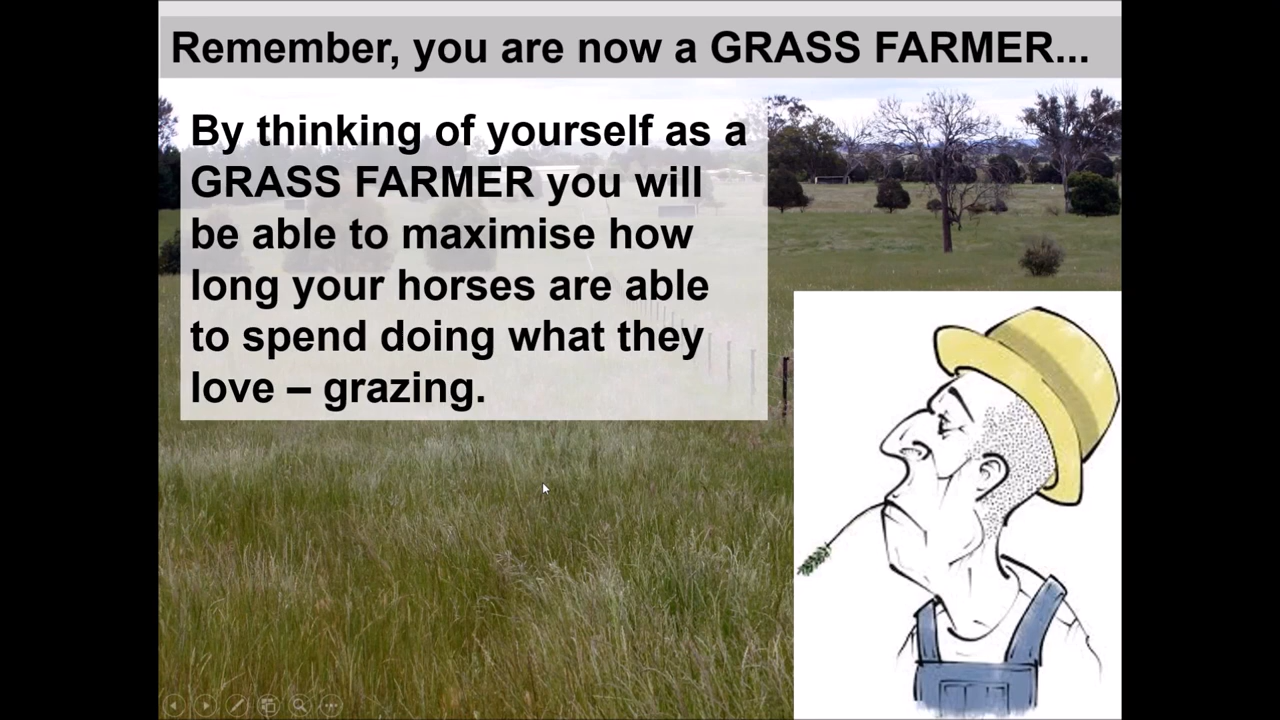 Remember, you are now a GRASS FARMER...
By thinking of yourself as a
GRASS FARMER you will
be able to maximise how
long your horses are able
to spend doing what they
love – grazing.